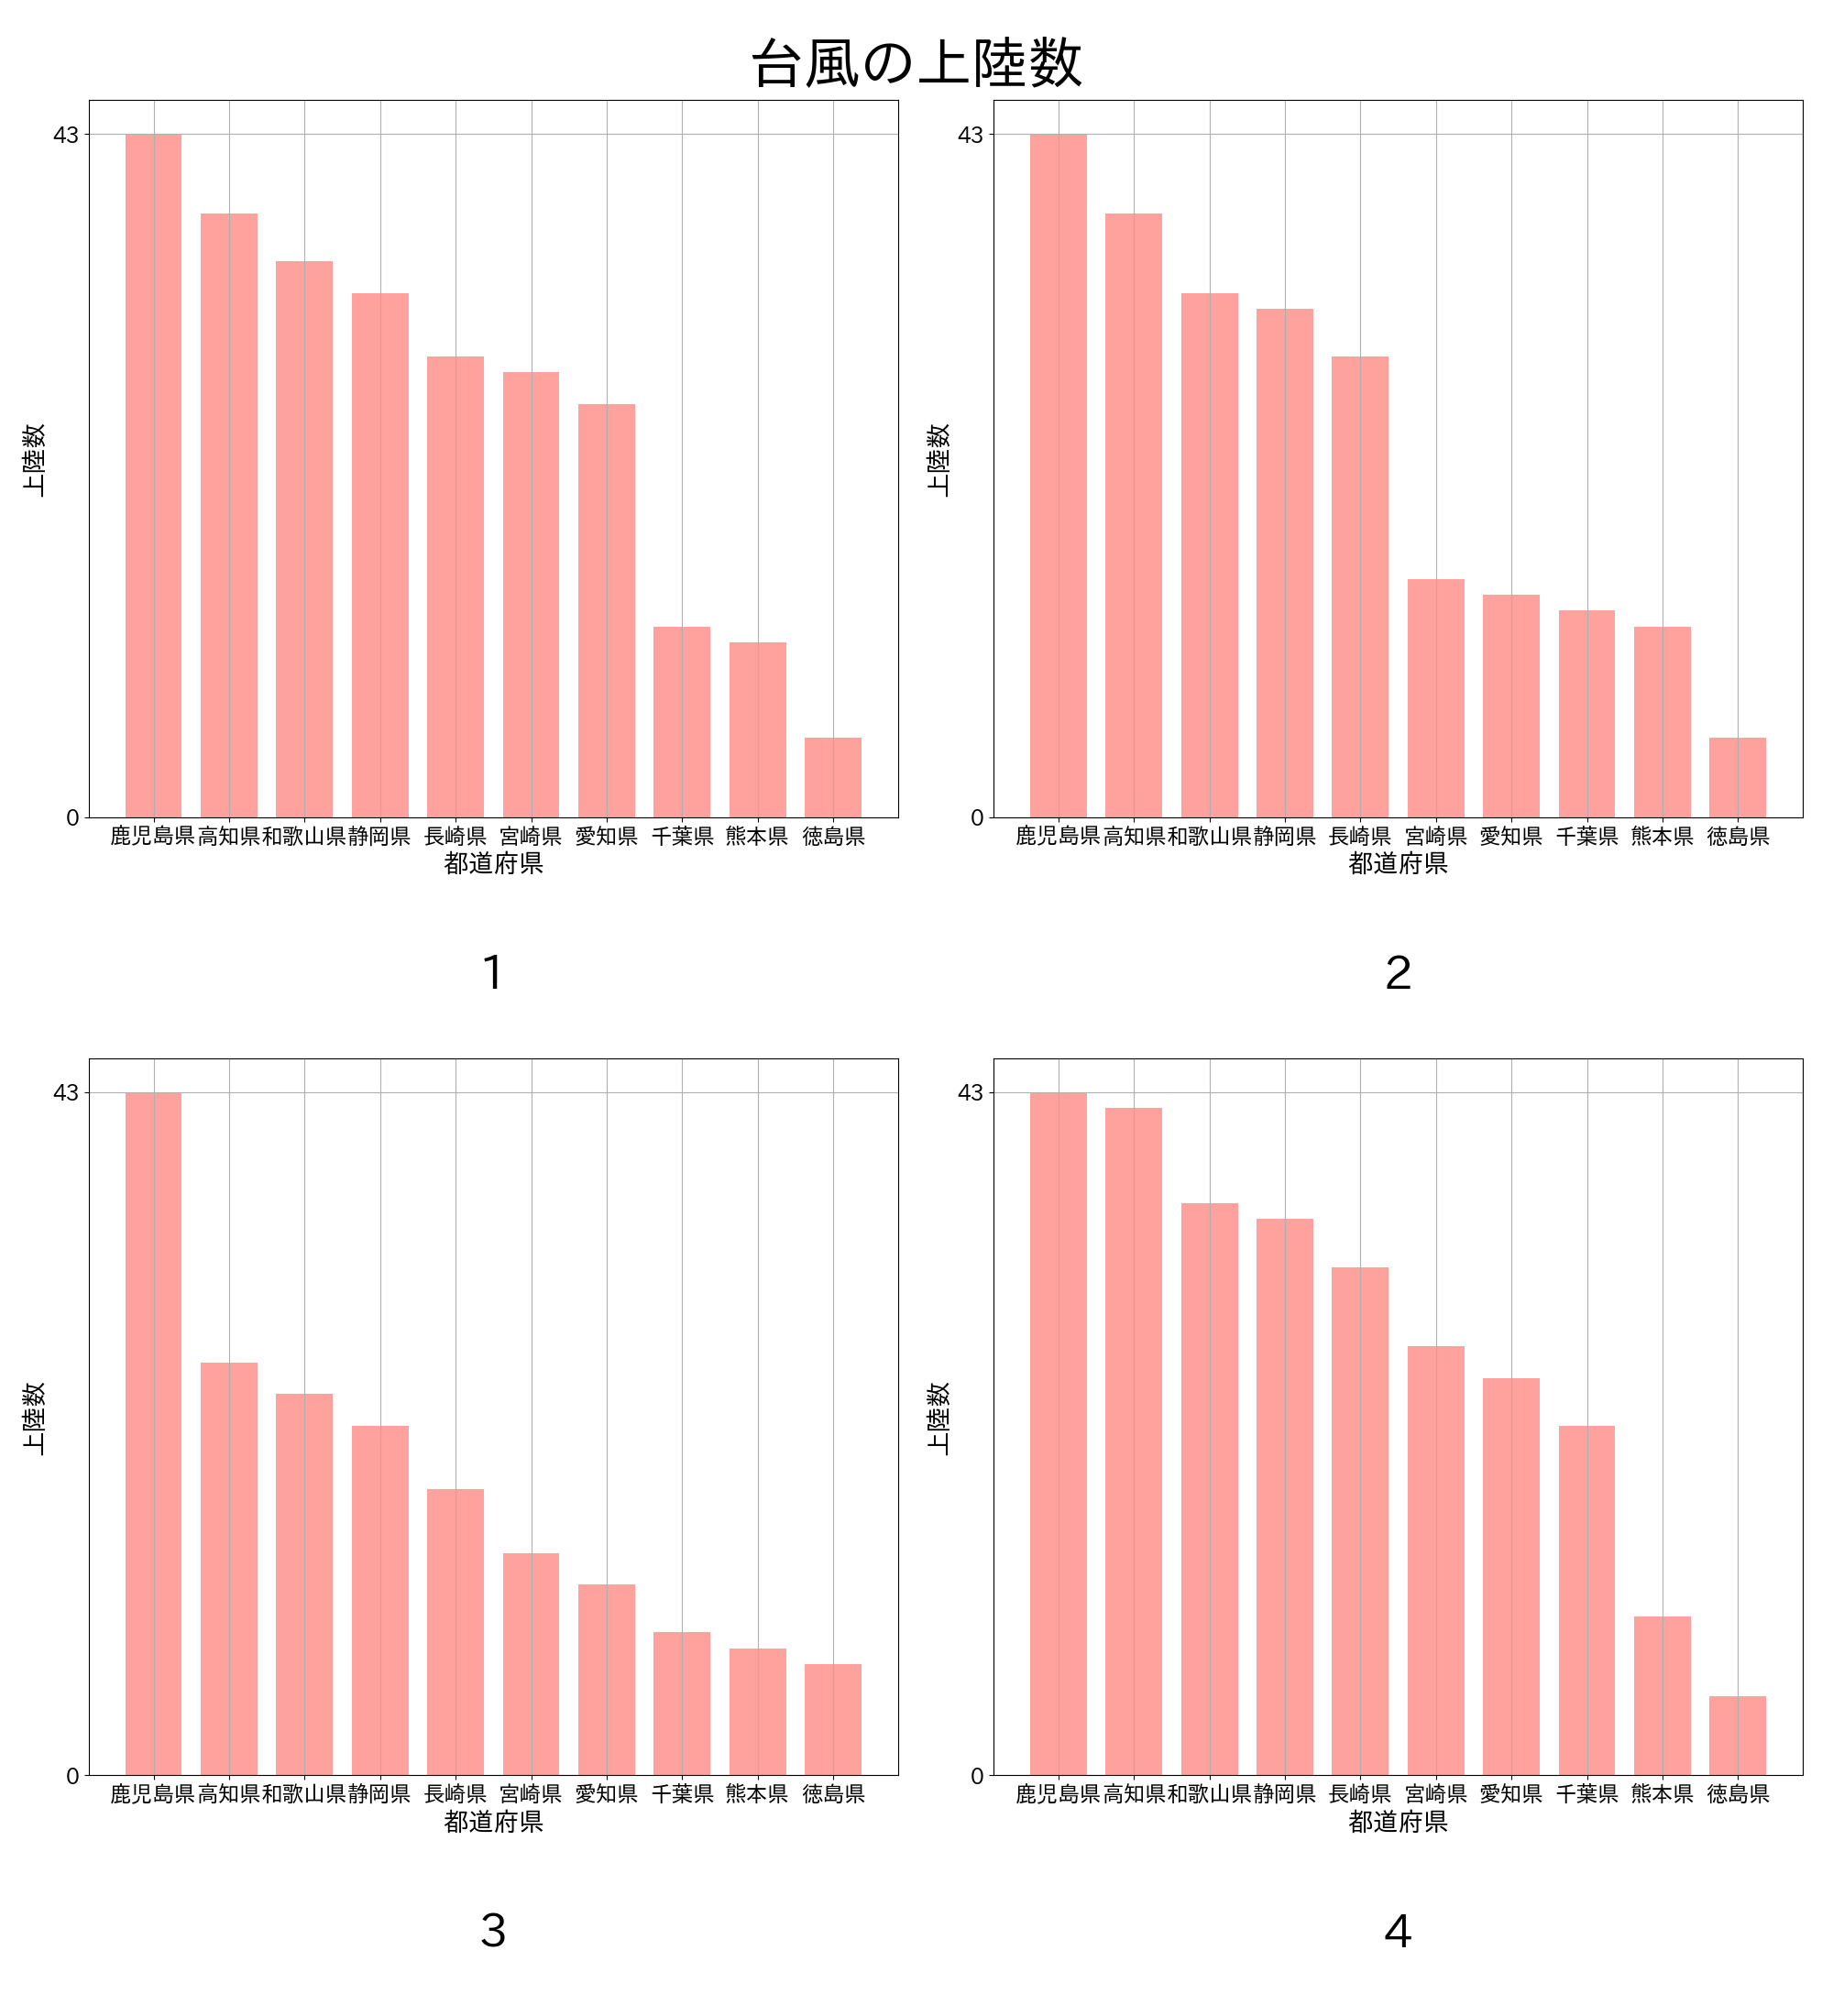 台風の上陸数
43
0
上陸数
鹿児島県 高知県 和歌山県 静岡県 長崎県 宮崎県 愛知県 千葉県 熊本県 徳島県
都道府県
1
43
0
上陸数
鹿児島県 高知県 和歌山県 静岡県 長崎県 宮崎県 愛知県 千葉県 熊本県 徳島県
都道府県
2
43
0
上陸数
鹿児島県 高知県 和歌山県 静岡県 長崎県 宮崎県 愛知県 千葉県 熊本県 徳島県
都道府県
3
43
0
上陸数
鹿児島県 高知県 和歌山県 静岡県 長崎県 宮崎県 愛知県 千葉県 熊本県 徳島県
都道府県
4